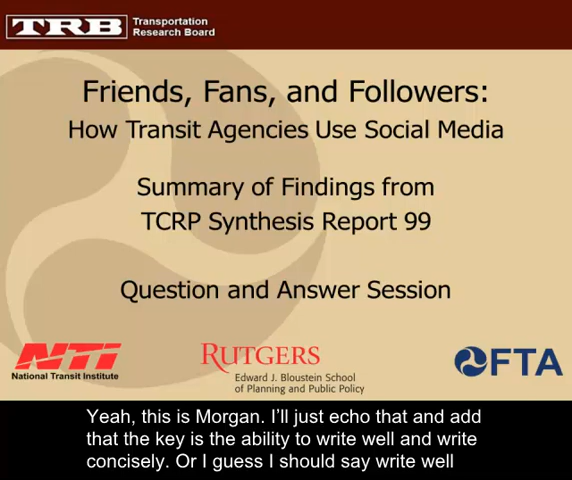 TRB
Transportation
Research Board
Friends, Fans, and Followers:
How Transit Agencies Use Social Media
Summary of Findings from
TCRP Synthesis Report 99
Question and Answer Session
NTI
National Transit Institute
RUTGERS
Edward J. Bloustein School
of Planning and Public Policy
FTA
Yeah, this is Morgan. I’ll just echo that and add
that the key is the ability to write well and write
concisely. Or I guess I should say write well